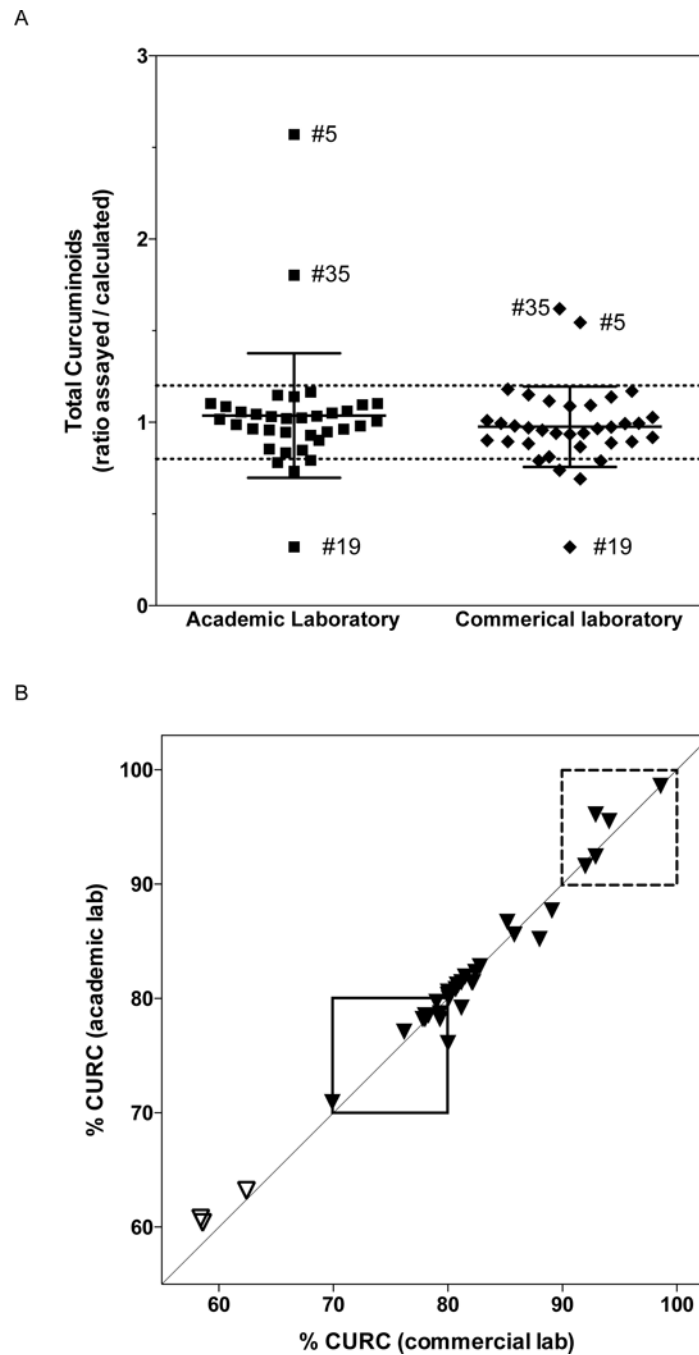 A
Total Curcuminoids
(ratio assayed / calculated)
3
2
1
0
#5
#35
#19
#35
#5
#19
Academic Laboratory
Commerical laboratory
B
% CURC (academic lab)
100
90
80
70
60
60
70
80
90
100
% CURC (commercial lab)